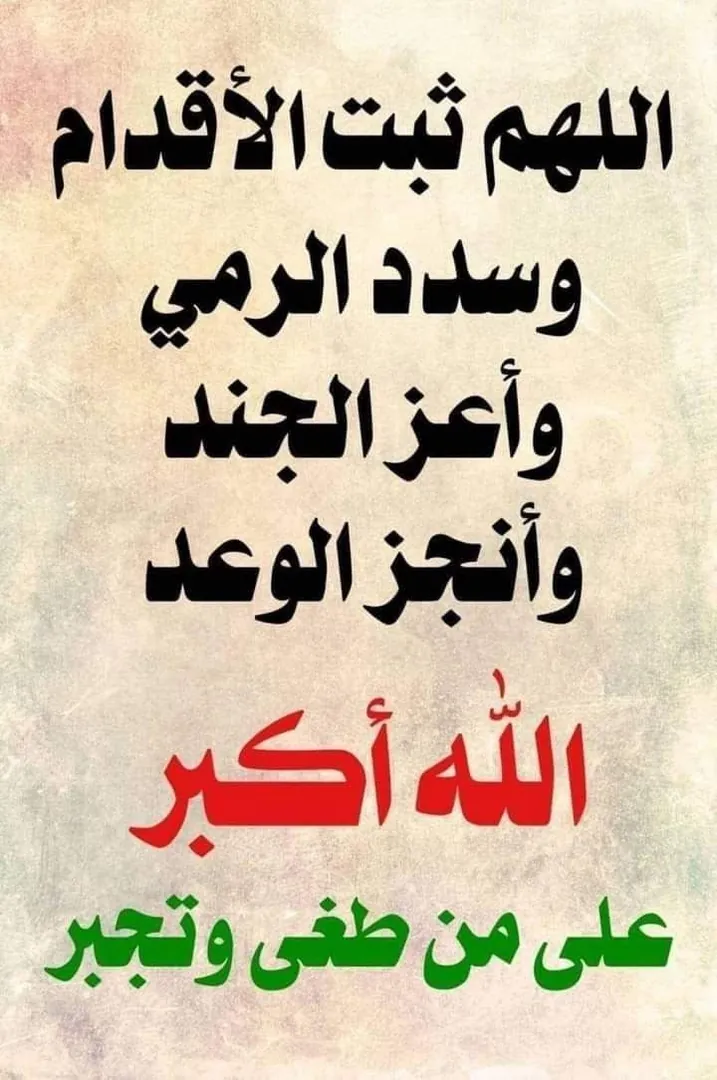 اللهم ثبت الأقدام
وسدد الرمي
وأعز الجند
وأنجز الوعد
الله أكبر
على من طغى وتجبر